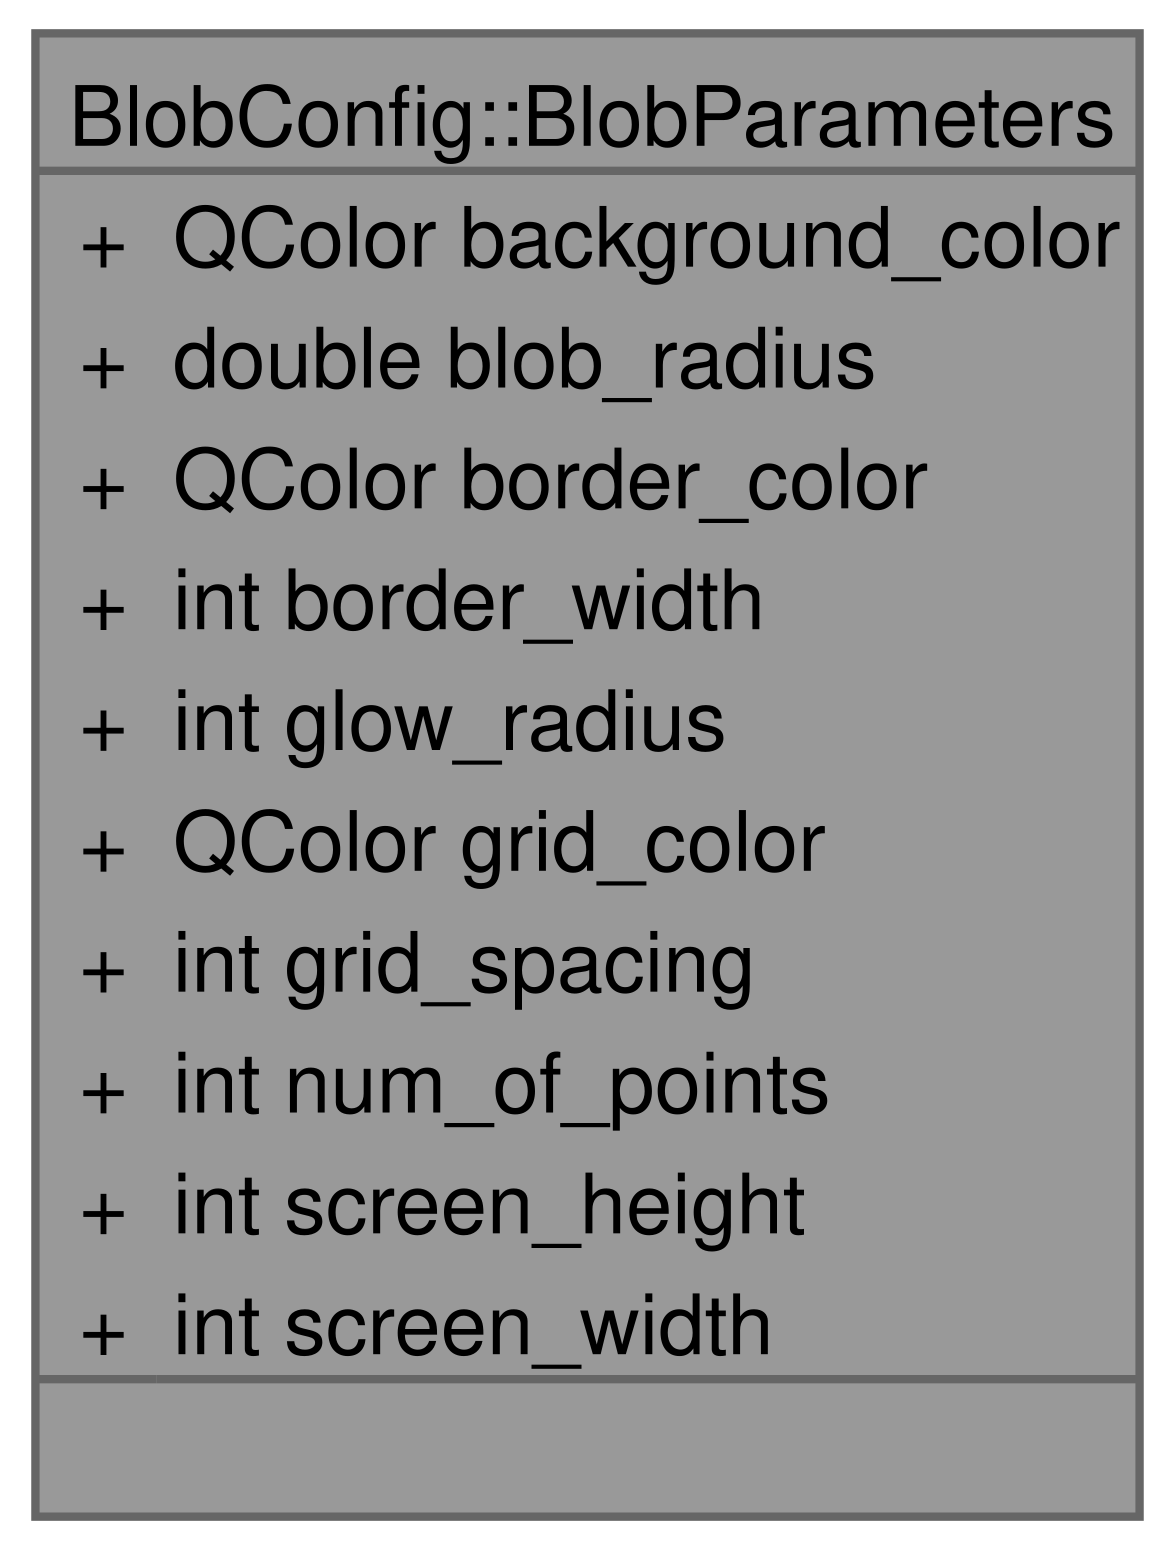 BlobConfig::BlobParameters
+ QColor background_color
+ double blob_radius
+ QColor border_color
+ int border_width
+ int glow_radius
+ QColor grid_color
+ int grid_spacing
+ int num_of_points
+ int screen_height
+ int screen_width